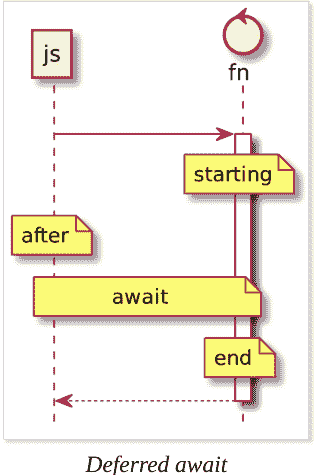 js
fn
starting
after
await
end
Deferred await